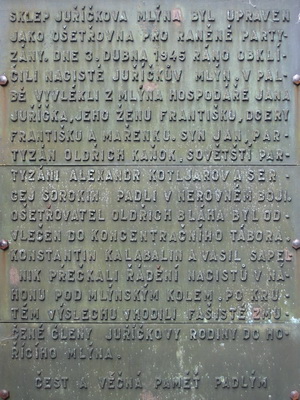 SKLEP JUŘÍČKOVA MLÝNA BYL UPRAVEN
JAKO OŠETŘOVNA PRO RANĚNÉ PARTY-
ZÁNY. DNE 3. DUBNA 1945 RÁNO OBKLÍ-
ČILI NACISTÉ JUŘÍČKŮV MLÝN. V PAL-
BĚ VYVLÉKLI Z MLÝNA HOSPODÁŘE JANA
JUŘÍČKA, JEHO ŽENU FRANTIŠKU, DCERY
FRANTIŠKU A MAŘENKU. SYN JAN, PAR-
TYZÁN OLDŘICH KAŇOK, SOVĚTŠTÍ PAR-
TYZÁNI ALEXANDR KOTLJAROV A SER-
GEJ SOROKIN PADLI V NEROVNÉM BOJI.
OŠETŘOVATEL OLDŘICH BLÁHA BYL OD-
VLEČEN DO KONCENTRAČNÍHO TÁBORA.
KONSTANTIN KALABALIN A VASIL SAPEL-
NIK PŘEČKALI ŘÁDĚNÍ NACISTŮ V NÁ-
HONU POD MLÝNSKÝM KOLEM. PO KRU-
TÉM VÝSLECHU VHODILI FAŠISTÉ ZMU-
ČENÉ ČLENY JUŘÍČKOVY RODINY DO HO-
ŘÍCÍHO MLÝNA.
ČEST A VĚČNÁ PAMĚT PADLÝM